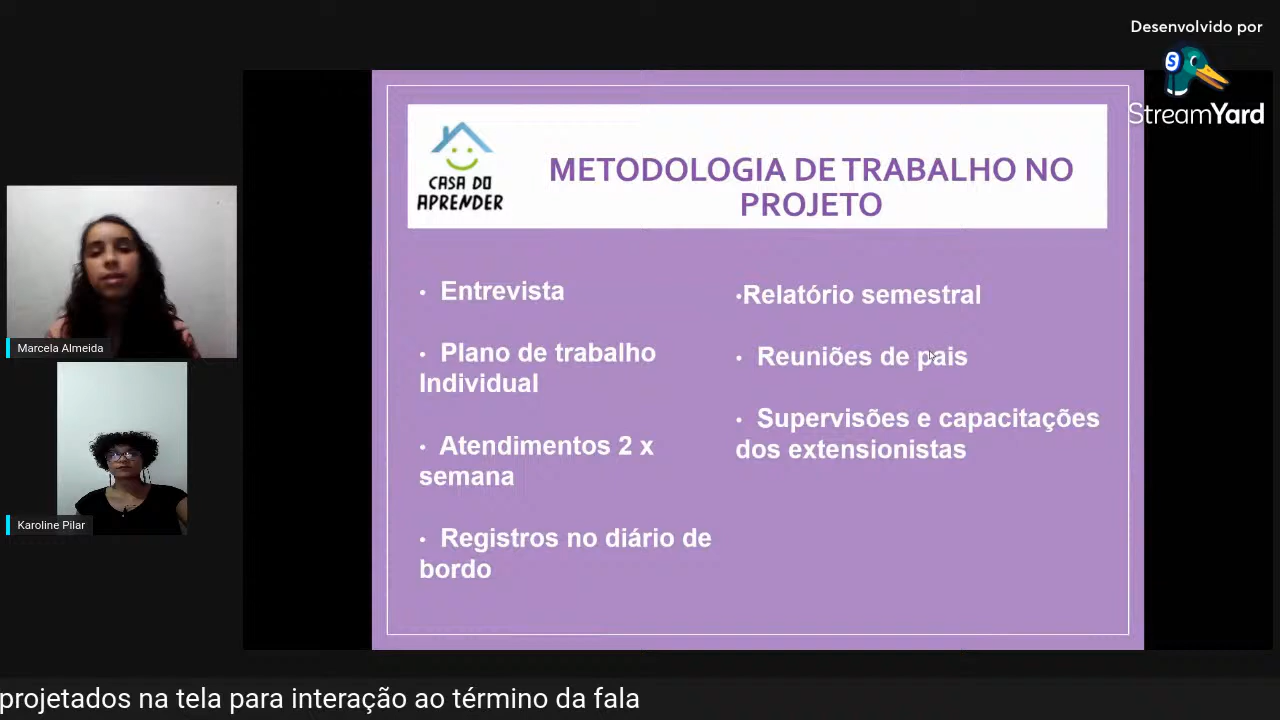 Desenvolvido por
StreamYard
CASA DO
APRENDER
METODOLOGIA DE TRABALHO NO
PROJETO
• Entrevista
• Plano de trabalho
Individual
• Atendimentos 2 x
semana
• Registros no diário de
bordo
•Relatório semestral
• Reuniões de pais
• Supervisões e capacitações
dos extensionistas
Marcela Almeida
Karoline Pilar
projetados na tela para interação ao término da fala